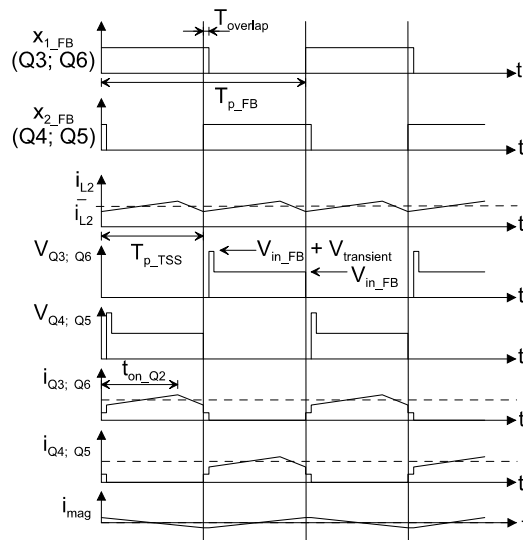 T_overlap
x_1_FB
(Q3; Q6)
t
T_p_FB
x_2_FB
(Q4; Q5)
t
i_L2
i̅_L2
t
T_p_TSS
V_Q3; Q6
V_in_FB + V_transient
V_in_FB
t
V_Q4; Q5
t
t_on_Q2
i_Q3; Q6
t
i_Q4; Q5
t
i_mag